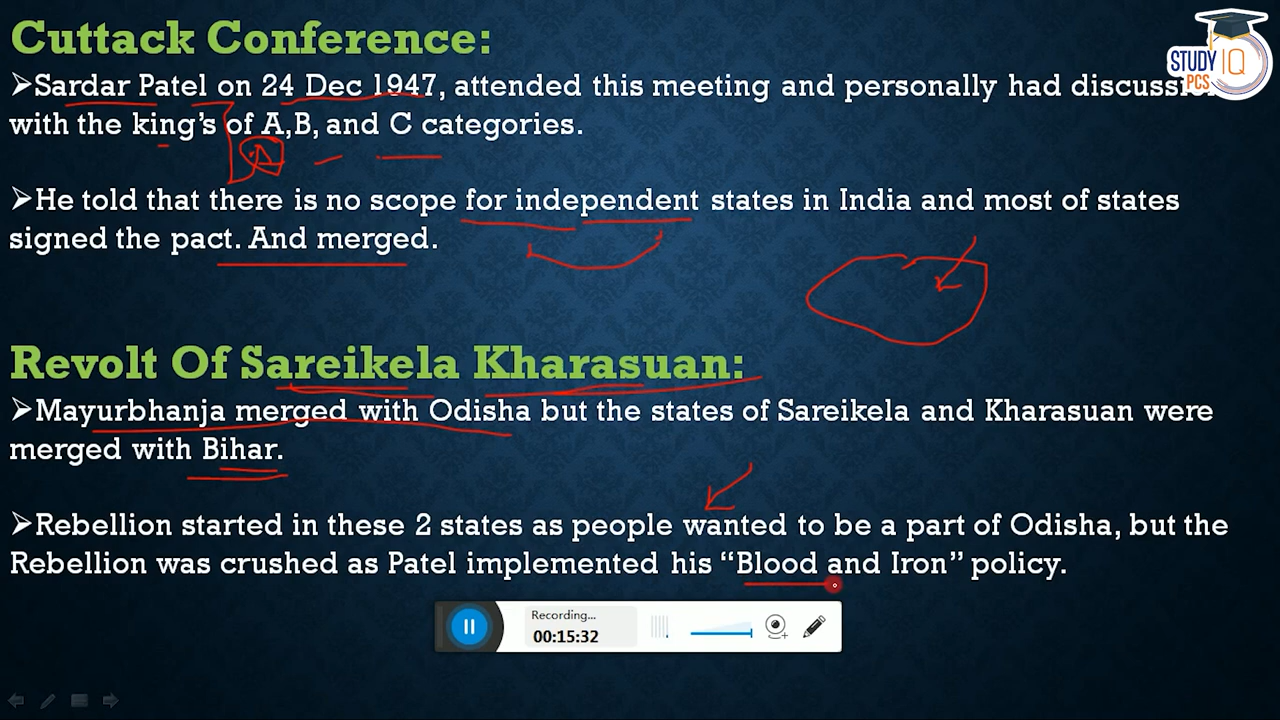 Cuttack Conference:
➢Sardar Patel on 24 Dec 1947, attended this meeting and personally had discussion
with the king's of A,B, and C categories.
A
➢He told that there is no scope for independent states in India and most of states
signed the pact. And merged.
Revolt Of Sareikela Kharasuan:
➢Mayurbhanja merged with Odisha but the states of Sareikela and Kharasuan were
merged with Bihar.
➢Rebellion started in these 2 states as people wanted to be a part of Odisha, but the
Rebellion was crushed as Patel implemented his “Blood and Iron” policy.
STUDY IQ
PCS
Recording...
00:15:32